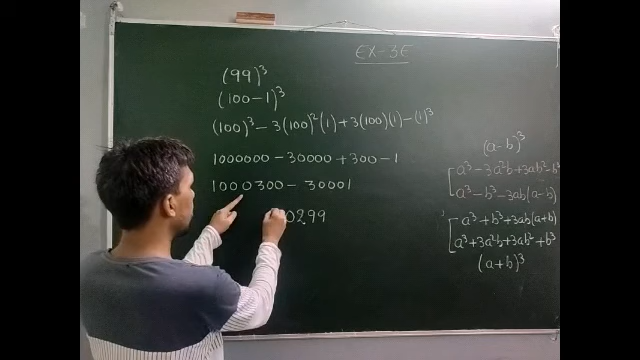 EX-3E
(99)³
(100-1)³
(100)³ - 3(100)²(1) + 3(100)(1) - (1)³
1000000 - 30000 + 300 - 1
1000300 - 30001
0299
(a-b)³
a³ - 3a²b + 3ab² - b³
a³ - b³ - 3ab(a-b)
a³ + b³ + 3ab(a+b)
a³ + 3a²b + 3ab² + b³
(a+b)³